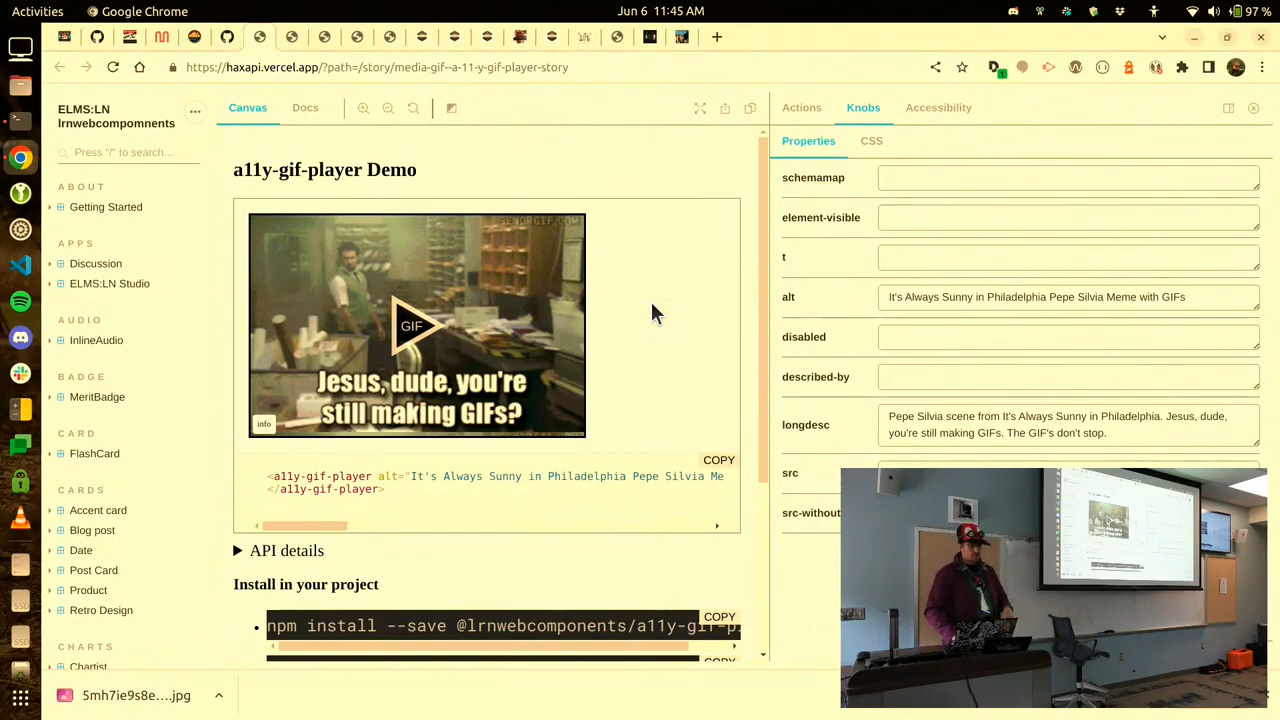 Activities
Google Chrome
Jun 6 11:45 AM
97 %
https://haxapi.vercel.app/?path=/story/media-gif--a-11-y-gif-player-story
1
ELMS:LN
lrnwebcompomnents
Press "/" to search...
ABOUT
Getting Started
APPS
Discussion
ELMS:LN Studio
AUDIO
InlineAudio
BADGE
MeritBadge
CARD
FlashCard
CARDS
Accent card
Blog post
Date
Post Card
Product
Retro Design
CHARTS
Chartist
Canvas
Docs
a11y-gif-player Demo
GIF
Jesus, dude, you're
still making GIFs?
info
COPY
<a11y-gif-player alt="It's Always Sunny in Philadelphia Pepe Silvia Me
</a11y-gif-player>
API details
Install in your project
COPY
npm install --save @lrnwebcomponents/a11y-gif-p
Actions
Knobs
Accessibility
Properties
CSS
schemamap
element-visible
t
alt
It's Always Sunny in Philadelphia Pepe Silvia Meme with GIFs
disabled
described-by
longdesc
Pepe Silvia scene from It's Always Sunny in Philadelphia. Jesus, dude,
you're still making GIFs. The GIF's don't stop.
src
src-without
5mh7ie9s8e....jpg